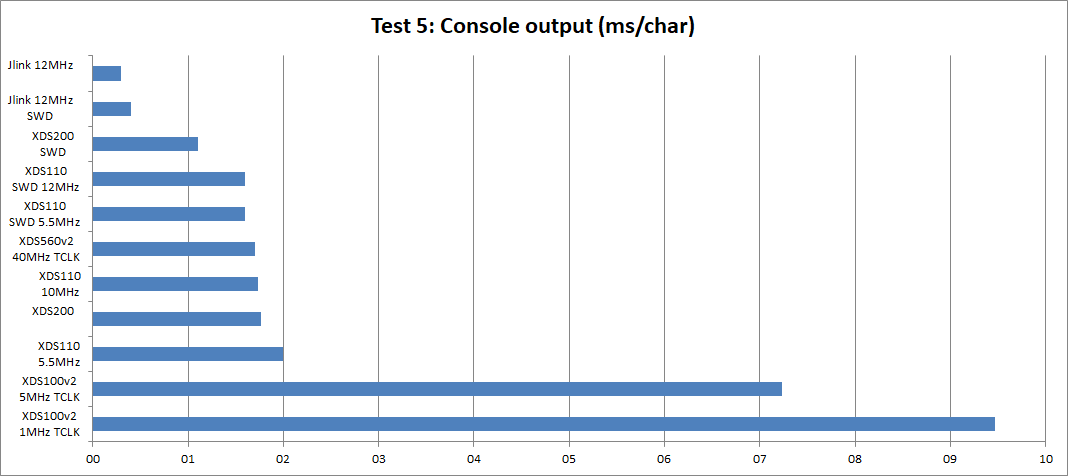 Test 5: Console output (ms/char)
Jlink 12MHz
Jlink 12MHz
SWD
XDS200
SWD
XDS110
SWD 12MHz
XDS110
SWD 5.5MHz
XDS560v2
40MHz TCLK
XDS110
10MHz
XDS200
XDS110
5.5MHz
XDS100v2
5MHz TCLK
XDS100v2
1MHz TCLK
00 01 02 03 04 05 06 07 08 09 10